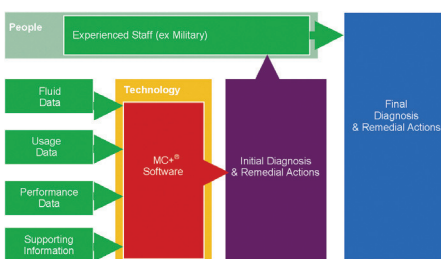 People
Experienced Staff (ex Military)
Fluid
Data
Usage
Data
Performance
Data
Supporting
Information
Technology
MC+®
Software
Initial Diagnosis
& Remedial Actions
Final
Diagnosis
& Remedial Actions